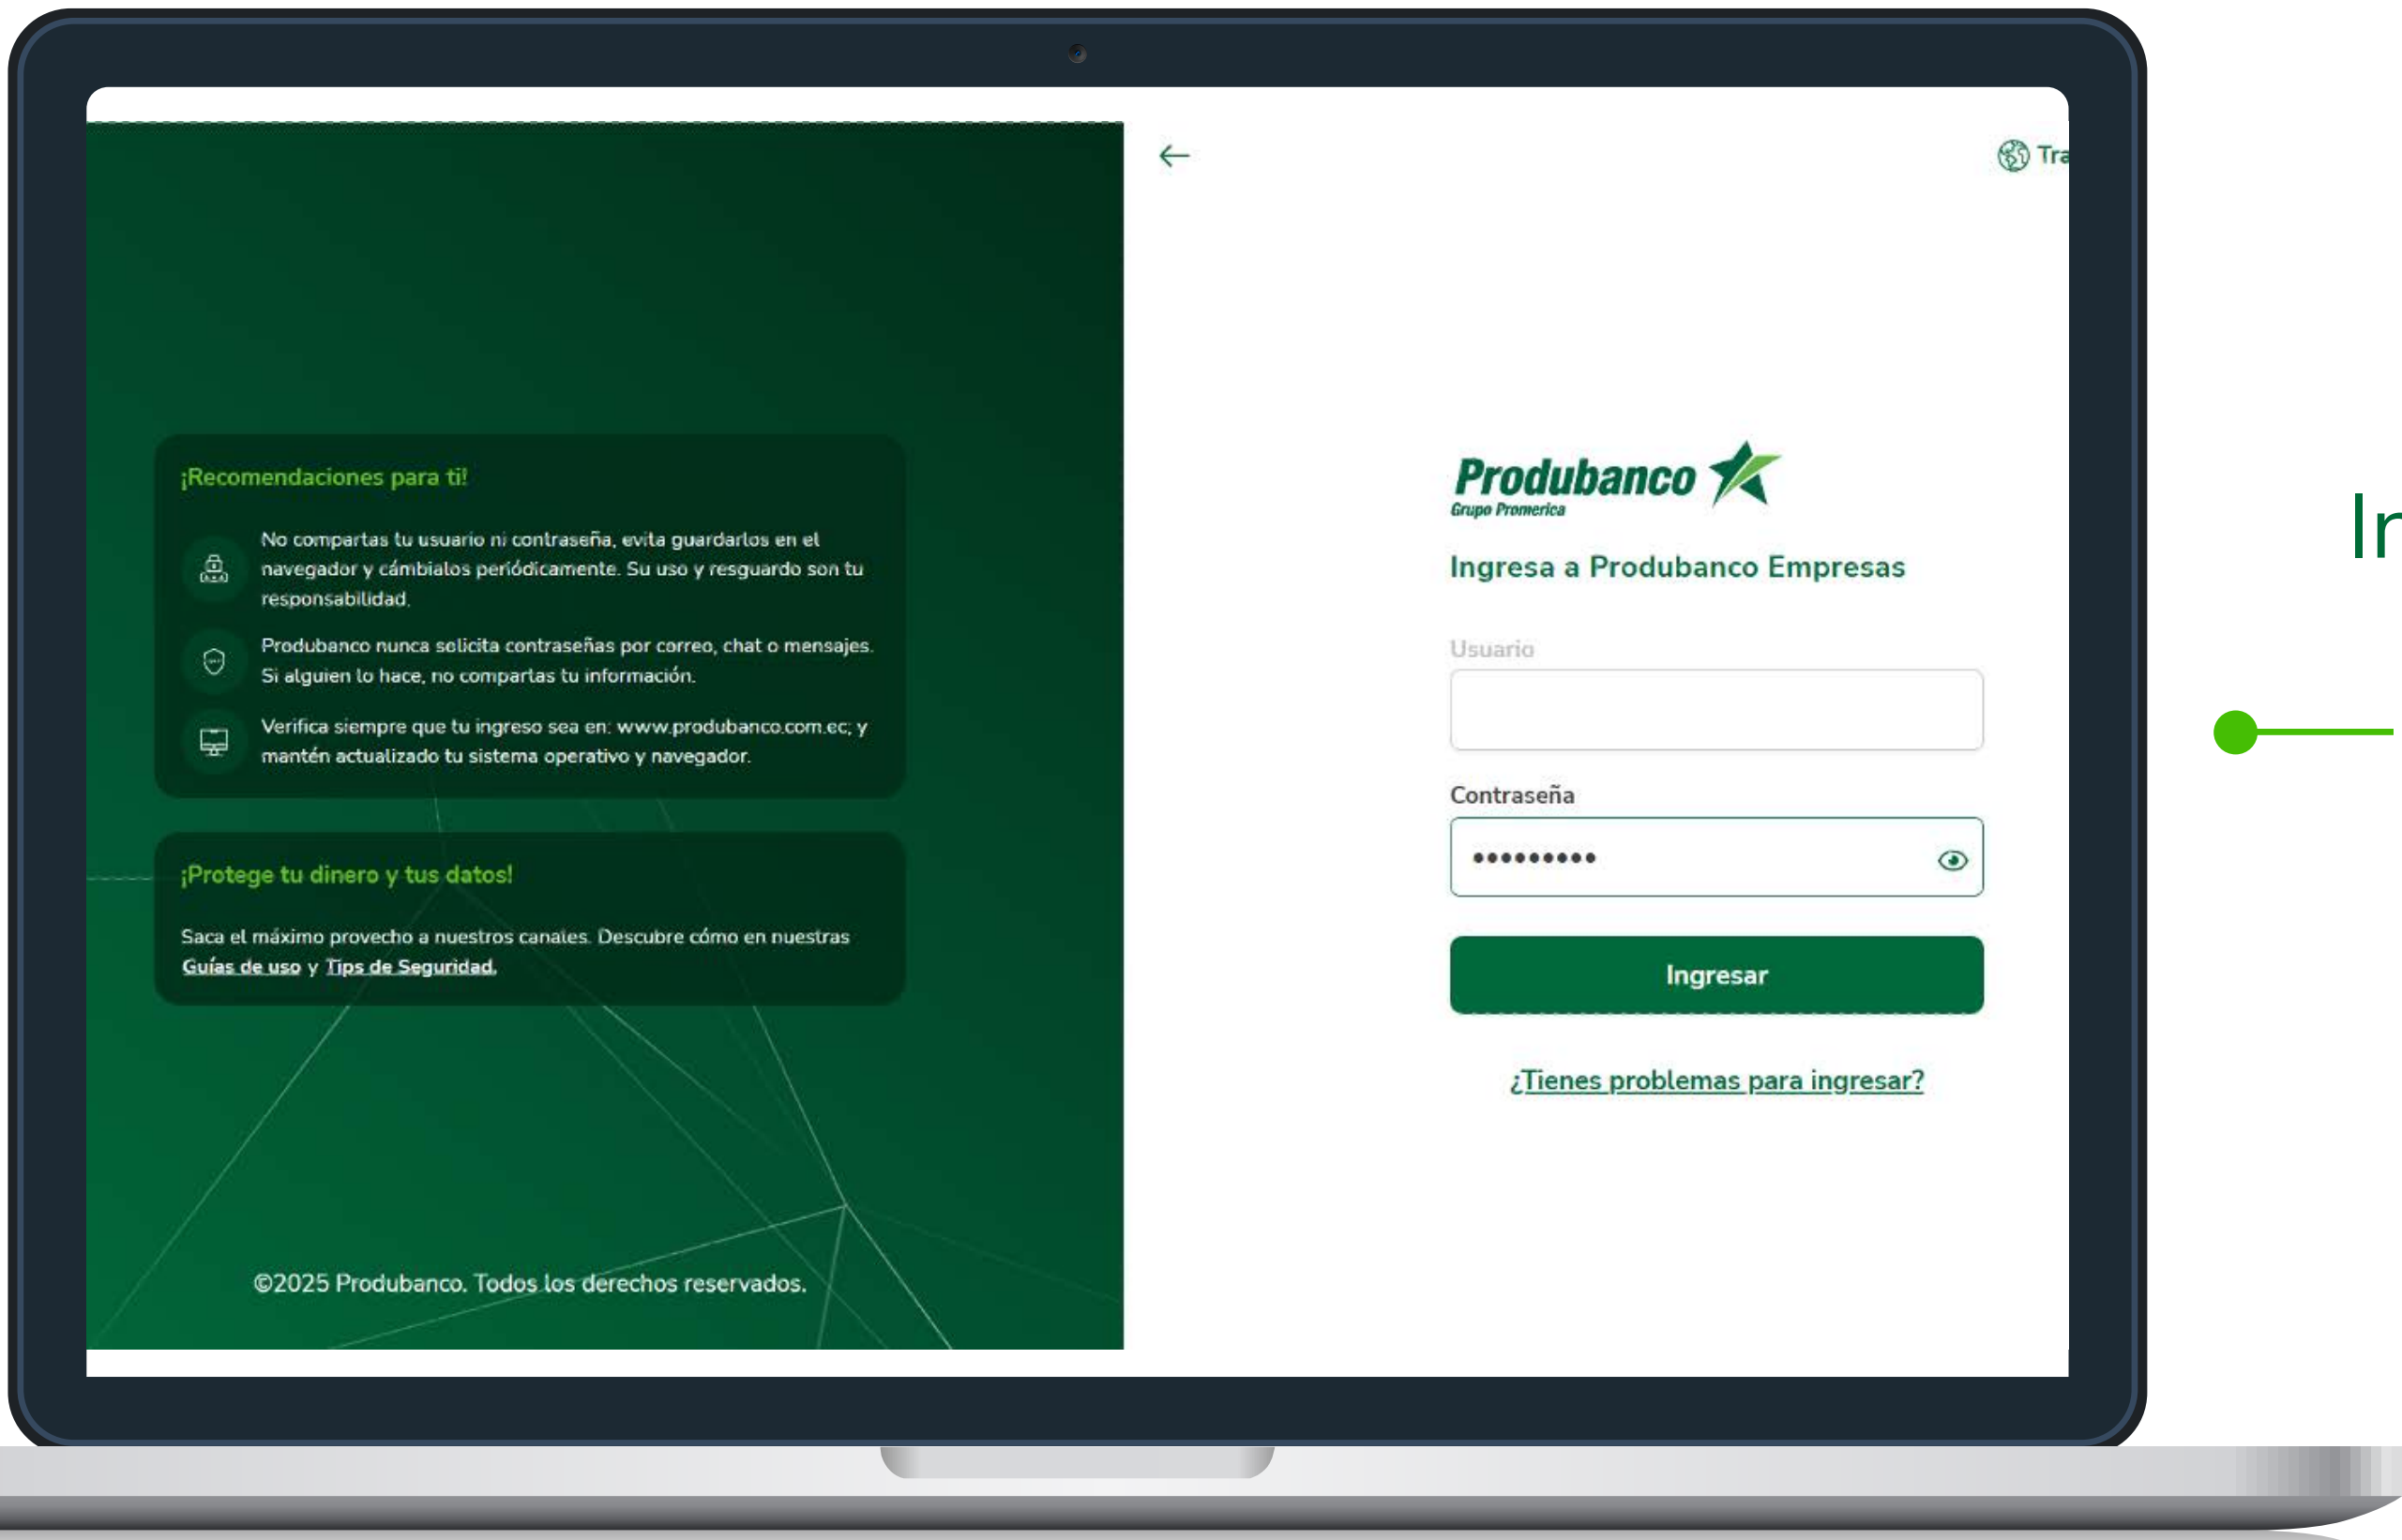 Tra
¡Recomendaciones para ti!
No compartas tu usuario ni contraseña, evita guardarlos en el
navegador y cámbialos periódicamente. Su uso y resguardo son tu
responsabilidad.
Produbanco nunca solicita contraseñas por correo, chat o mensajes.
Si alguien lo hace, no compartas tu información.
Verifica siempre que tu ingreso sea en: www.produbanco.com.ec; y
mantén actualizado tu sistema operativo y navegador.
¡Protege tu dinero y tus datos!
Saca el máximo provecho a nuestros canales. Descubre cómo en nuestras
Guías de uso y Tips de Seguridad.
©2025 Produbanco. Todos los derechos reservados.
Produbanco
Grupo Promerica
Ingresa a Produbanco Empresas
Usuario
Contraseña
•••••••••
Ingresar
¿Tienes problemas para ingresar?